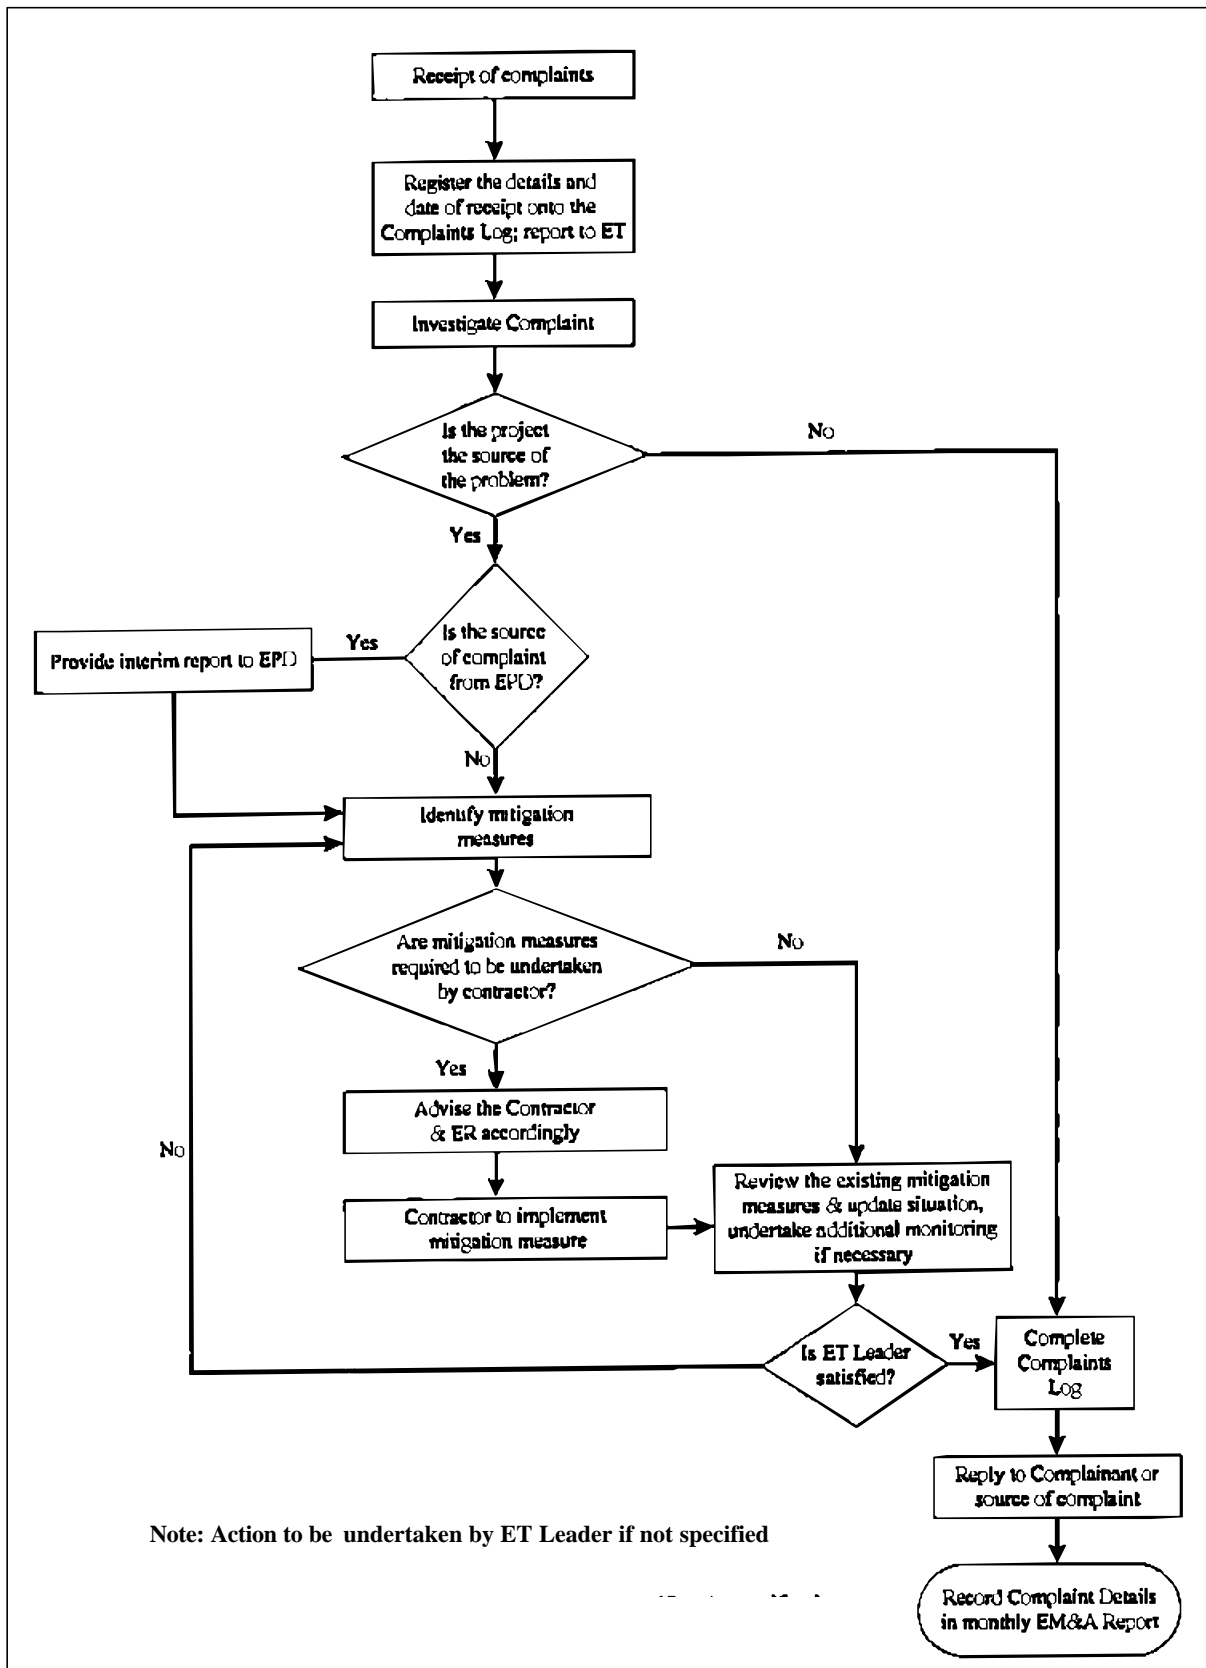 Receipt of complaints
Register the details and
date of receipt onto the
Complaints Log; report to ET
Investigate Complaint
Is the project
the source of
the problem?
No
Yes
Is the source
of complaint
from EPD?
Yes
Provide interim report to EPD
No
Identify mitigation
measures
Are mitigation measures
required to be undertaken
by contractor?
No
Yes
Advise the Contractor
& ER accordingly
No
Contractor to implement
mitigation measure
Review the existing mitigation
measures & update situation,
undertake additional monitoring
if necessary
Is ET Leader
satisfied?
Yes
Complete
Complaints
Log
Reply to Complainant or
source of complaint
Note: Action to be undertaken by ET Leader if not specified
Record Complaint Details
in monthly EM&A Report